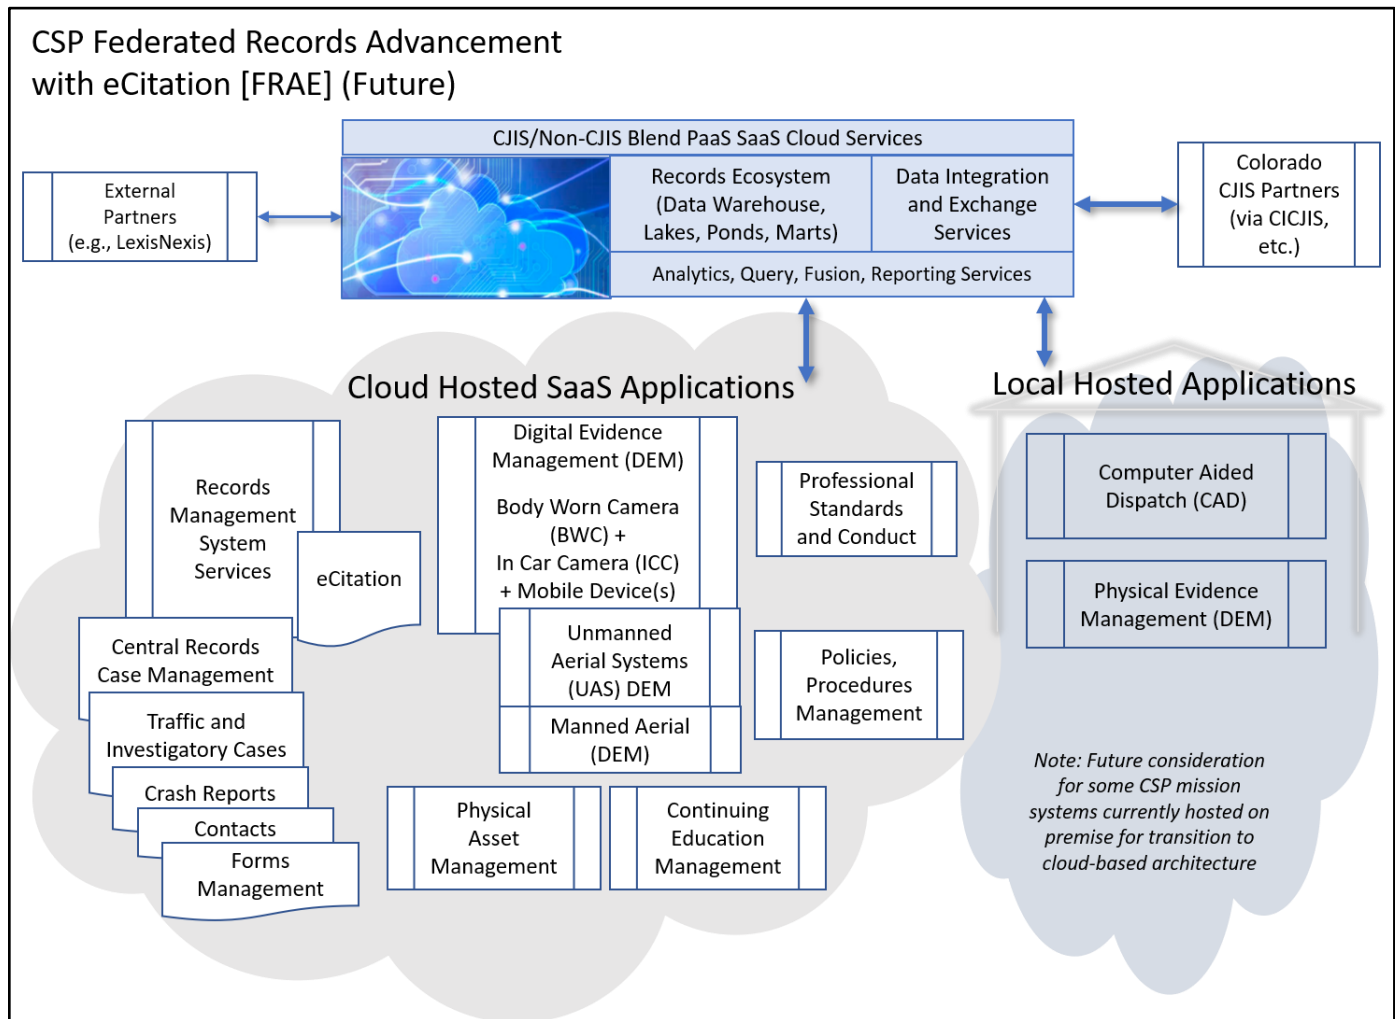 CSP Federated Records Advancement
with eCitation [FRAE] (Future)
CJIS/Non-CJIS Blend PaaS SaaS Cloud Services
External
Partners
(e.g., LexisNexis)
Records Ecosystem
(Data Warehouse,
Lakes, Ponds, Marts)
Data Integration
and Exchange
Services
Analytics, Query, Fusion, Reporting Services
Colorado
CJIS Partners
(via CICJIS,
etc.)
Cloud Hosted SaaS Applications
Records
Management
System
Services
eCitation
Central Records
Case Management
Traffic and
Investigatory Cases
Crash Reports
Contacts
Forms
Management
Digital Evidence
Management (DEM)
Body Worn Camera
(BWC) +
In Car Camera (ICC)
+ Mobile Device(s)
Unmanned
Aerial Systems
(UAS) DEM
Manned Aerial
(DEM)
Professional
Standards
and Conduct
Policies,
Procedures
Management
Physical
Asset
Management
Continuing
Education
Management
Local Hosted Applications
Computer Aided
Dispatch (CAD)
Physical Evidence
Management (DEM)
Note: Future consideration
for some CSP mission
systems currently hosted on
premise for transition to
cloud-based architecture